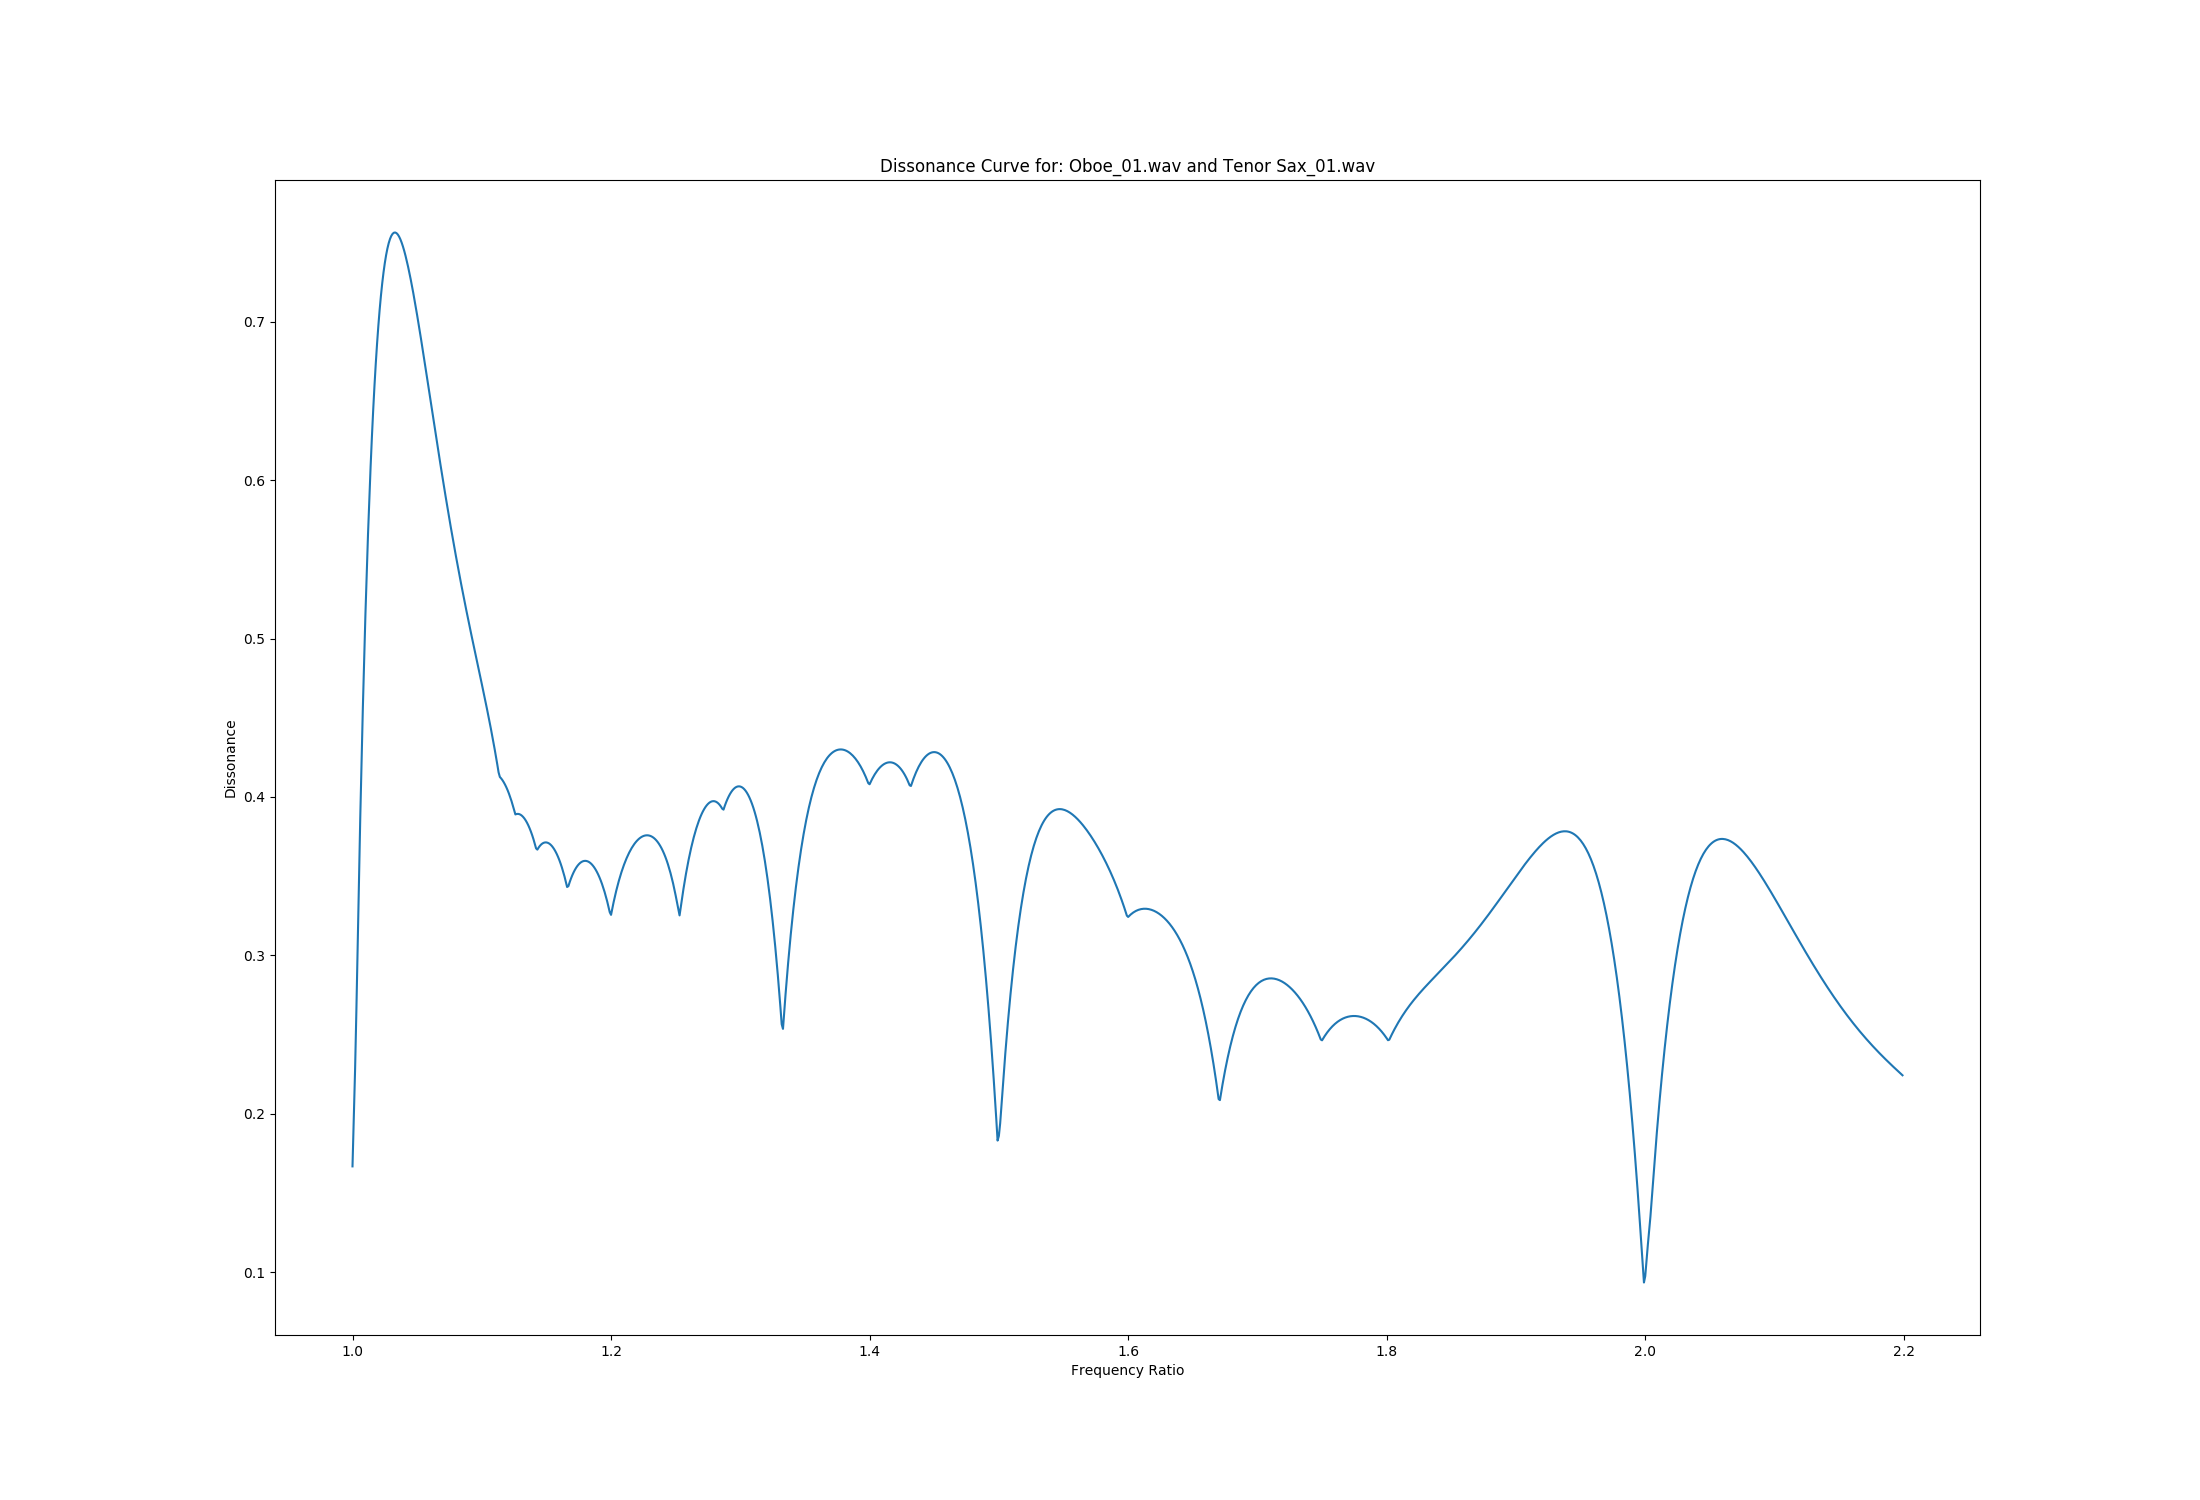 Dissonance Curve for: Oboe_01.wav and Tenor Sax_01.wav
0.7
0.6
0.5
0.4
0.3
0.2
0.1
Dissonance
1.0 1.2 1.4 1.6 1.8 2.0 2.2
Frequency Ratio